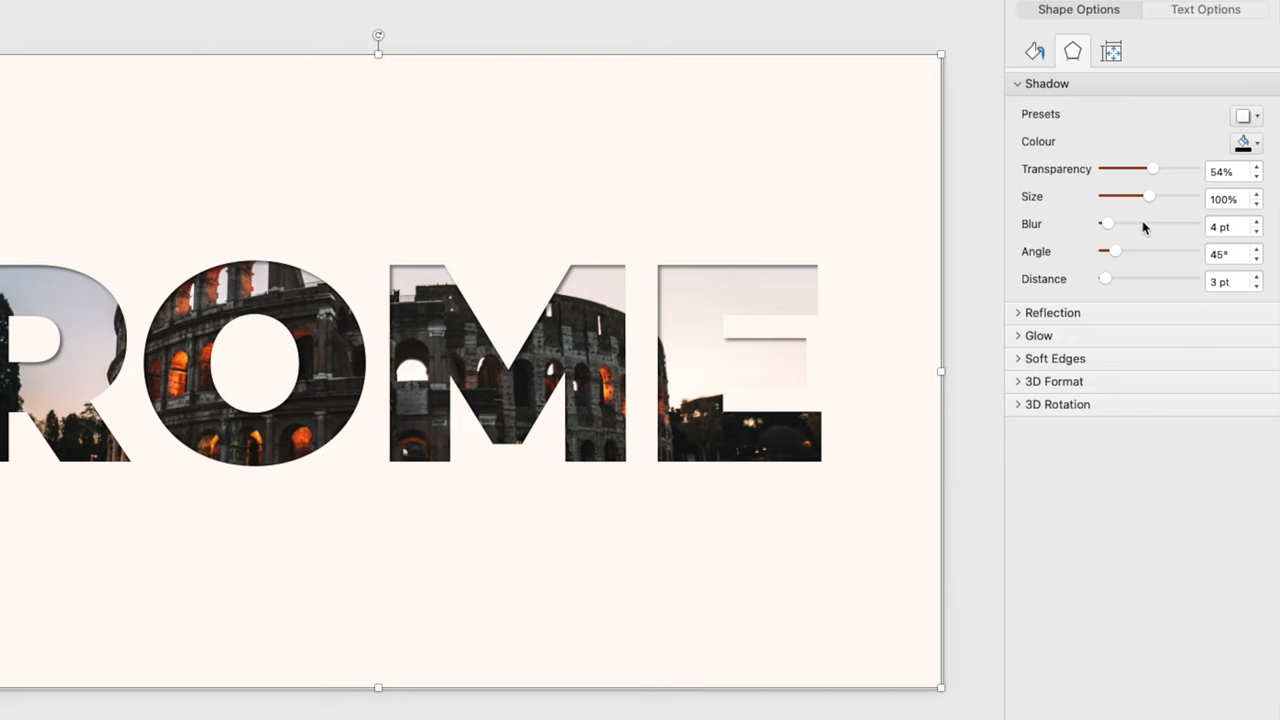 Shape Options Text Options
Shadow
Presets
Colour
Transparency 54%
Size 100%
Blur 4 pt
Angle 45°
Distance 3 pt
Reflection
Glow
Soft Edges
3D Format
3D Rotation
ROME